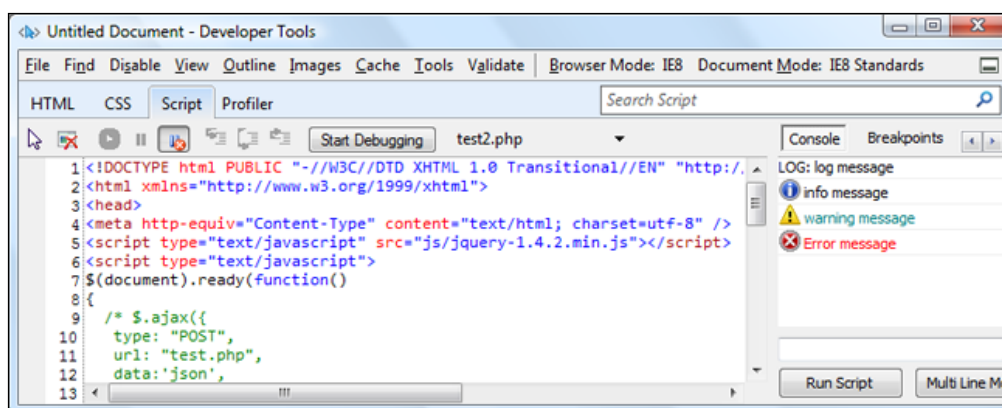 Untitled Document - Developer Tools
File Find Disable View Outline Images Cache Tools Validate Browser Mode: IE8 Document Mode: IE8 Standards
HTML CSS Script Profiler Search Script
Start Debugging test2.php Console Breakpoints
1 <!DOCTYPE html PUBLIC "-//W3C//DTD XHTML 1.0 Transitional//EN" "http:/
2 <html xmlns="http://www.w3.org/1999/xhtml">
3 <head>
4 <meta http-equiv="Content-Type" content="text/html; charset=utf-8" />
5 <script type="text/javascript" src="js/jquery-1.4.2.min.js"></script>
6 <script type="text/javascript">
7 $(document).ready(function()
8 {
9 /* $.ajax({
10 type: "POST",
11 url: "test.php",
12 data:'json',
13
LOG: log message
info message
warning message
Error message
Run Script Multi Line M